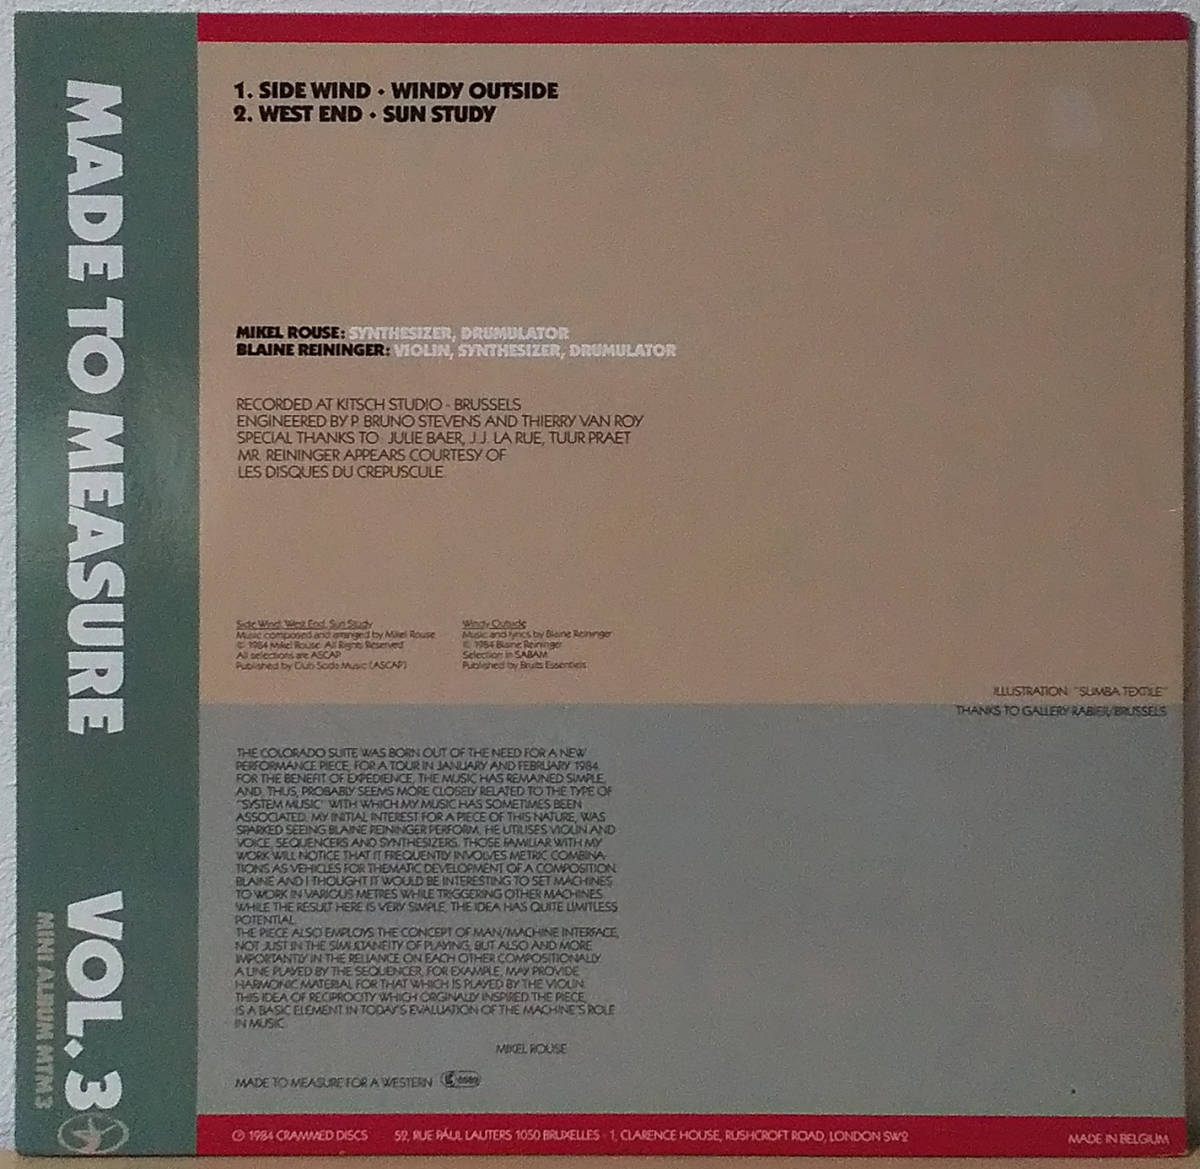 MADE TO MEASURE VOL. 3
MINI ALBUM MTM3
1. SIDE WIND • WINDY OUTSIDE
2. WEST END • SUN STUDY
MIKEL ROUSE: SYNTHESIZER, DRUMULATOR
BLAINE REININGER: VIOLIN, SYNTHESIZER, DRUMULATOR
RECORDED AT KITSCH STUDIO - BRUSSELS
ENGINEERED BY P. BRUNO STEVENS AND THIERRY VAN ROY
SPECIAL THANKS TO: JULIE BAER, J.J. LA RUE, TUUR PRAET
MR. REININGER APPEARS COURTESY OF
LES DISQUES DU CREPUSCULE
Side Wind, West End, Sun Study
Music composed and arranged by Mikel Rouse
© 1984 Mikel Rouse. All Rights Reserved
All selections are ASCAP
Published by Club Soda Music (ASCAP)
Windy Outside
Music and lyrics by Blaine Reininger
© 1984 Blaine Reininger
Selection in SABAM
Published by Bruits Essentiels
ILLUSTRATION: "SUMBA TEXTILE"
THANKS TO GALLERY RABIER/BRUSSELS
THE COLORADO SUITE WAS BORN OUT OF THE NEED FOR A NEW
PERFORMANCE PIECE, FOR A TOUR IN JANUARY AND FEBRUARY 1984.
FOR THE BENEFIT OF EXPEDIENCE, THE MUSIC HAS REMAINED SIMPLE,
AND, THUS, PROBABLY SEEMS MORE CLOSELY RELATED TO THE TYPE OF
"SYSTEM MUSIC" WITH WHICH MY MUSIC HAS SOMETIMES BEEN
ASSOCIATED. MY INITIAL INTEREST FOR A PIECE OF THIS NATURE, WAS
SPARKED SEEING BLAINE REININGER PERFORM. HE UTILISES VIOLIN AND
VOICE, SEQUENCERS AND SYNTHESIZERS. THOSE FAMILIAR WITH MY
WORK WILL NOTICE THAT IT FREQUENTLY INVOLVES METRIC COMBINA-
TIONS AS VEHICLES FOR THEMATIC DEVELOPMENT OF A COMPOSITION.
BLAINE AND I THOUGHT IT WOULD BE INTERESTING TO SET MACHINES
TO WORK IN VARIOUS METRES WHILE TRIGGERING OTHER MACHINES.
WHILE THE RESULT HERE IS VERY SIMPLE, THE IDEA HAS QUITE LIMITLESS
POTENTIAL.
THE PIECE ALSO EMPLOYS THE CONCEPT OF MAN/MACHINE INTERFACE,
NOT JUST IN THE SIMULTANEITY OF PLAYING, BUT ALSO AND MORE
IMPORTANTLY IN THE RELIANCE ON EACH OTHER COMPOSITIONALLY.
A LINE PLAYED BY THE SEQUENCER, FOR EXAMPLE, MAY PROVIDE
HARMONIC MATERIAL FOR THAT WHICH IS PLAYED BY THE VIOLIN.
THIS IDEA OF RECIPROCITY WHICH ORGINALLY INSPIRED THE PIECE,
IS A BASIC ELEMENT IN TODAY'S EVALUATION OF THE MACHINE'S ROLE
IN MUSIC.
MIKEL ROUSE
MADE TO MEASURE FOR A WESTERN
℗ 1984 CRAMMED DISCS 52, RUE PAUL LAUTERS 1050 BRUXELLES - 1, CLARENCE HOUSE, RUSHCROFT ROAD, LONDON SW2
MADE IN BELGIUM